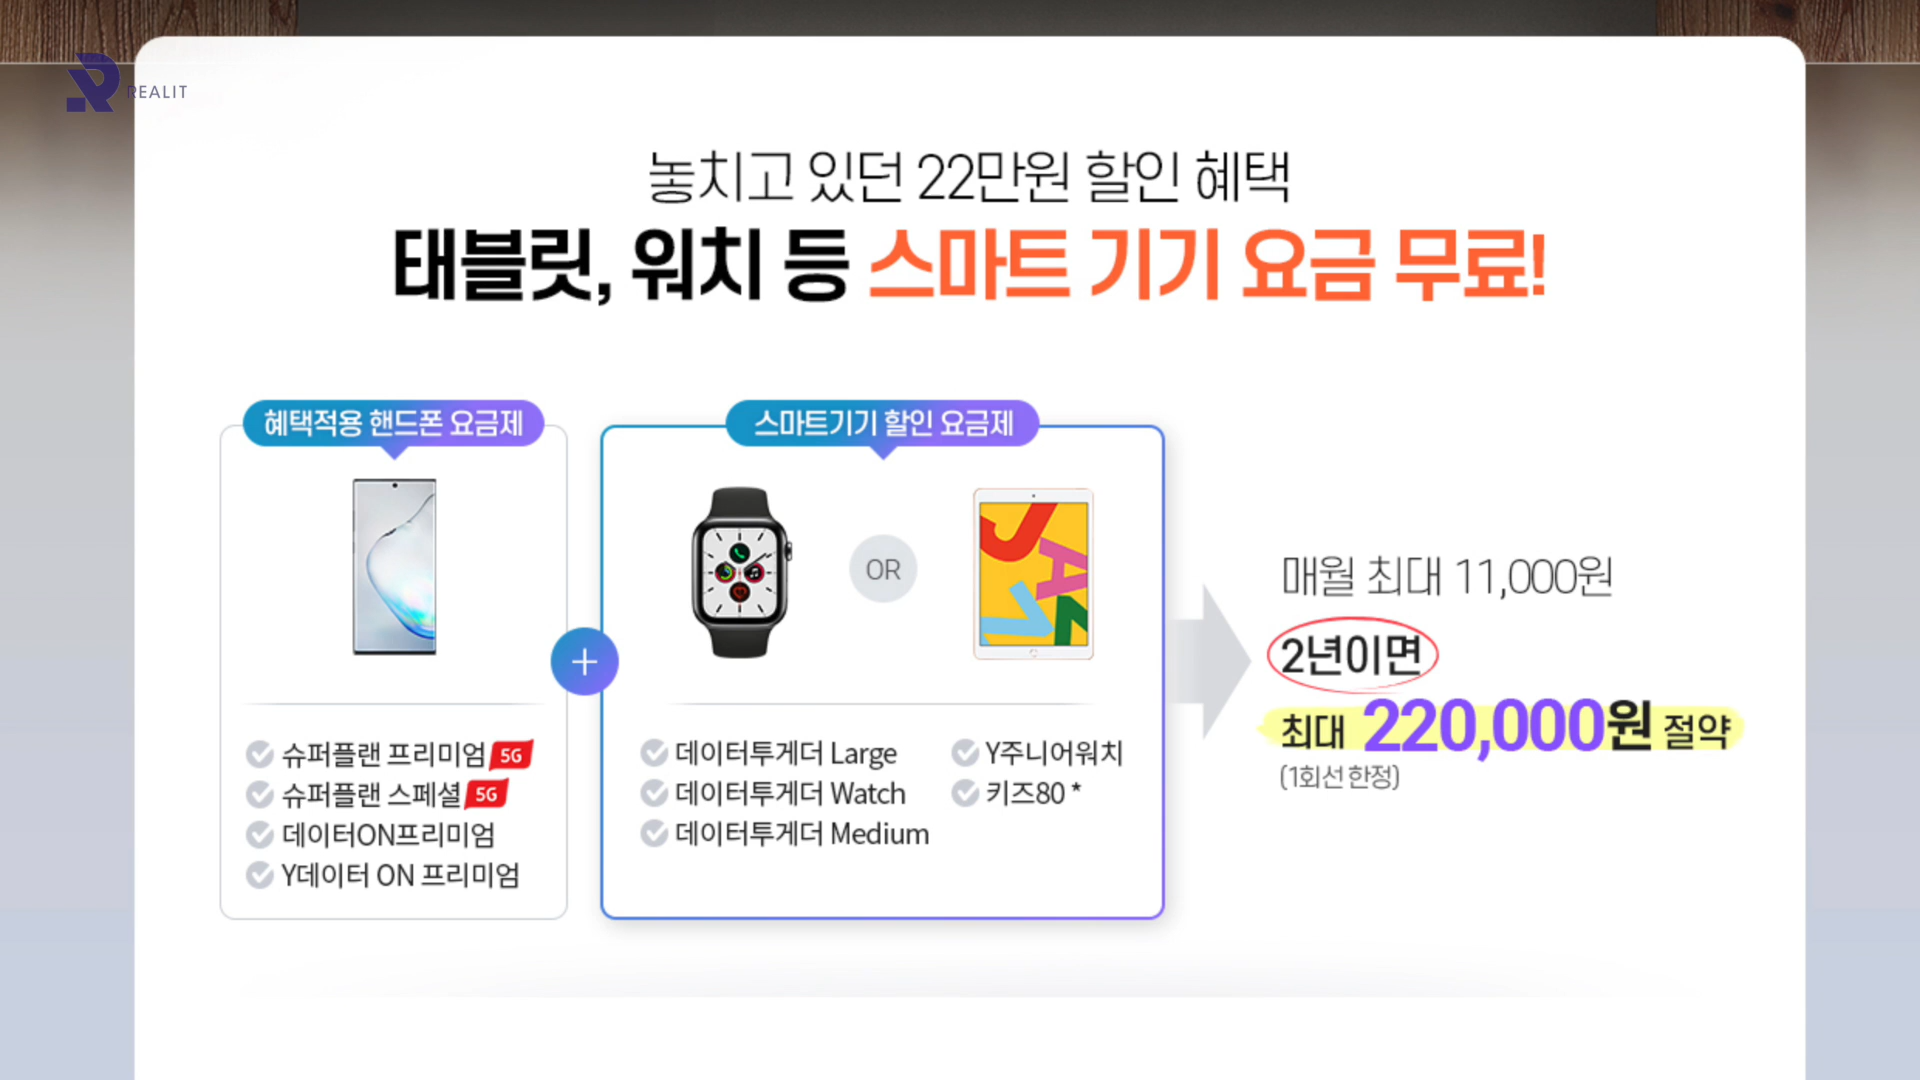 REALIT
놓치고 있던 22만원 할인 혜택
태블릿, 워치 등 스마트 기기 요금 무료!
혜택적용 핸드폰 요금제
슈퍼플랜 프리미엄 5G
슈퍼플랜 스페셜 5G
데이터ON프리미엄
Y데이터 ON 프리미엄
+
스마트기기 할인 요금제
OR
데이터투게더 Large
데이터투게더 Watch
데이터투게더 Medium
Y주니어워치
키즈80 *
매월 최대 11,000원
2년이면
최대 220,000원 절약
(1회선 한정)